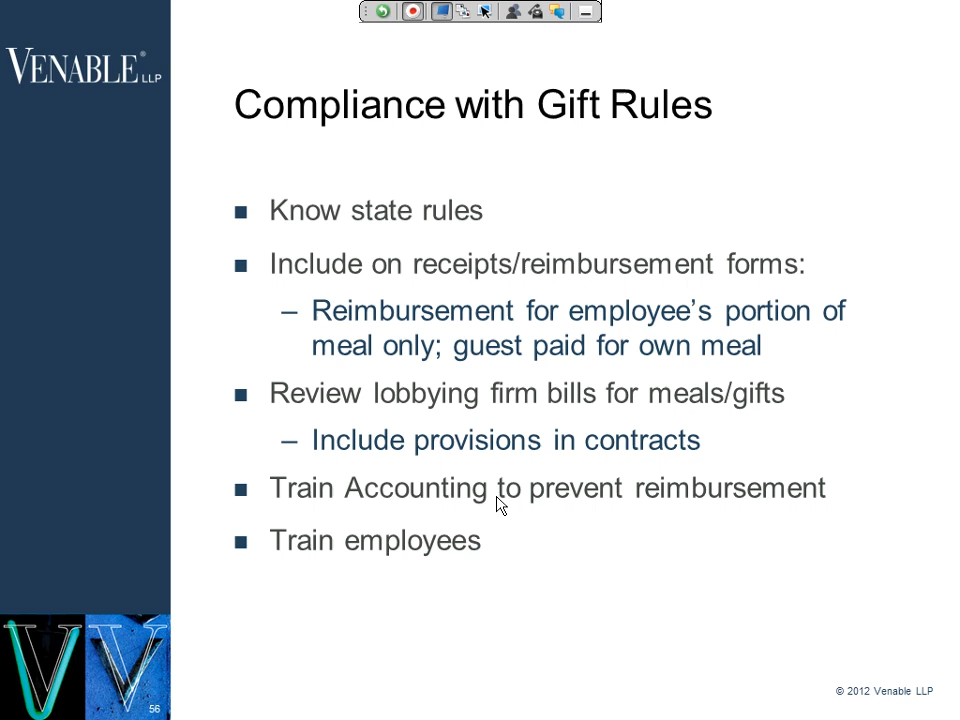 VENABLE® LLP
Compliance with Gift Rules
■ Know state rules
■ Include on receipts/reimbursement forms:
– Reimbursement for employee’s portion of
meal only; guest paid for own meal
■ Review lobbying firm bills for meals/gifts
– Include provisions in contracts
■ Train Accounting to prevent reimbursement
■ Train employees
V V
56
© 2012 Venable LLP